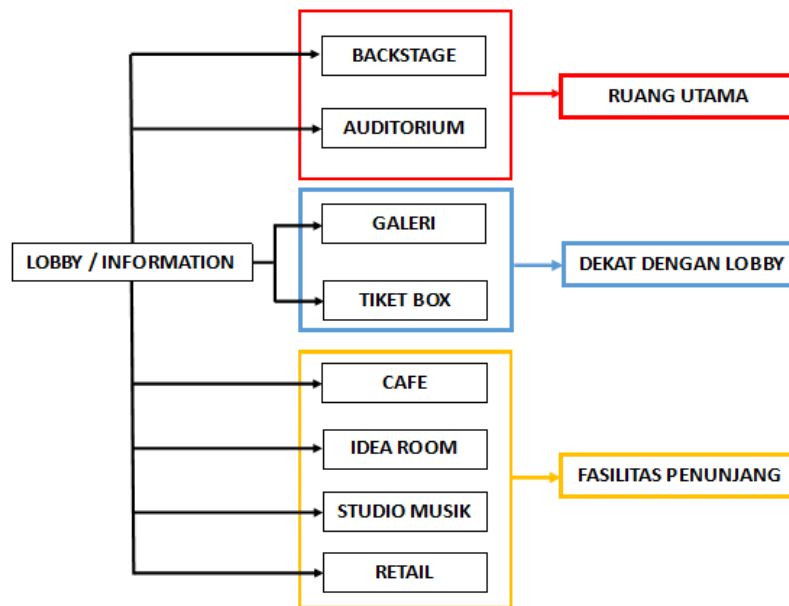 BACKSTAGE
RUANG UTAMA
AUDITORIUM
GALERI
LOBBY / INFORMATION
DEKAT DENGAN LOBBY
TIKET BOX
CAFE
IDEA ROOM
FASILITAS PENUNJANG
STUDIO MUSIK
RETAIL